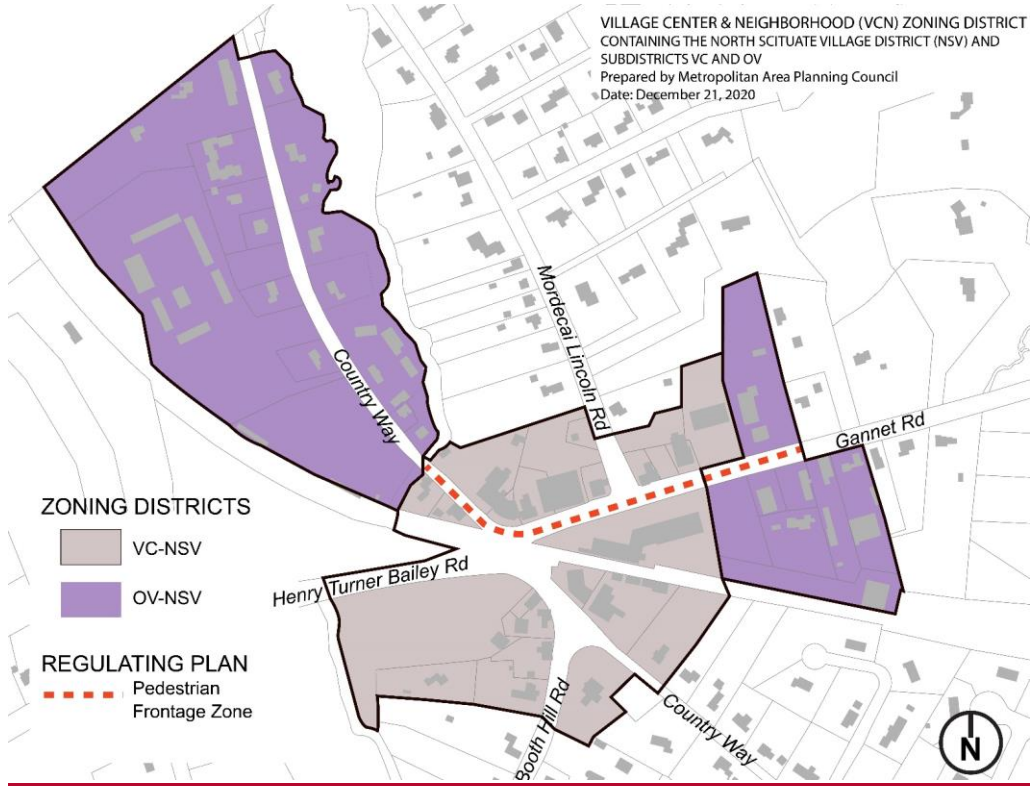 VILLAGE CENTER & NEIGHBORHOOD (VCN) ZONING DISTRICT
CONTAINING THE NORTH SCITUATE VILLAGE DISTRICT (NSV) AND
SUBDISTRICTS VC AND OV
Prepared by Metropolitan Area Planning Council
Date: December 21, 2020
Mordecai Lincoln Rd
Country Way
Gannet Rd
ZONING DISTRICTS
VC-NSV
OV-NSV
Henry Turner Bailey Rd
REGULATING PLAN
Pedestrian
Frontage Zone
Booth Hill Rd
Country Way
N